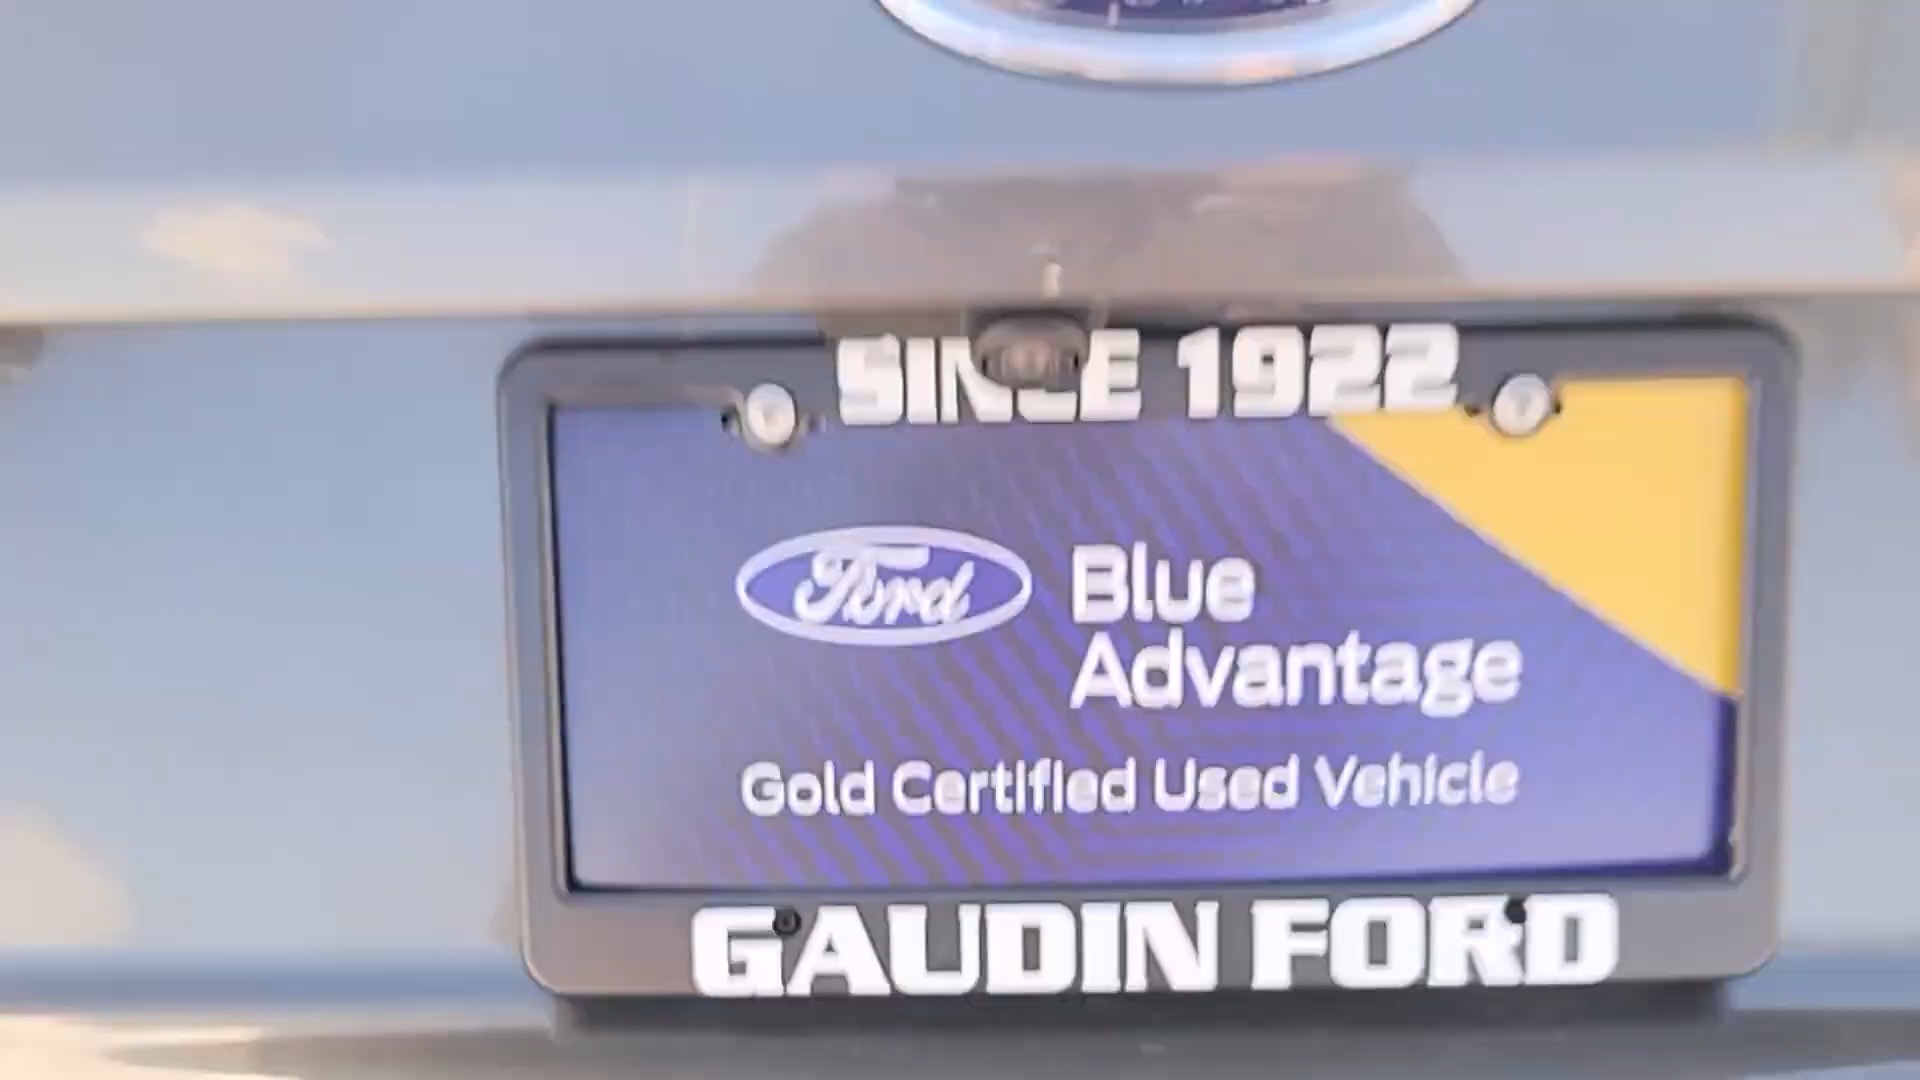 SINCE 1922
Ford
Blue
Advantage
Gold Certified Used Vehicle
GAUDIN FORD